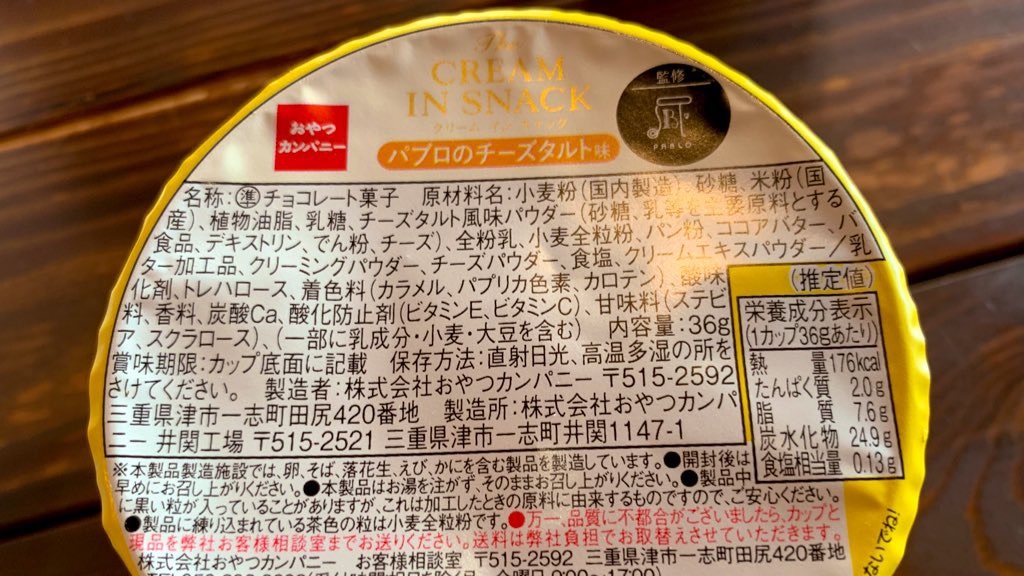 The
CREAM
IN SNACK
クリーム イン スナック
おやつ
カンパニー
パブロのチーズタルト味
監修
PABLO
名称:準チョコレート菓子 原材料名:小麦粉(国内製造)、砂糖、米粉(国
産)、植物油脂、乳糖、チーズタルト風味パウダー(砂糖、乳等を主要原料とする
食品、デキストリン、でん粉、チーズ)、全粉乳、小麦全粒粉、パン粉、ココアバター、バ
ター加工品、クリーミングパウダー、チーズパウダー、食塩、クリームエキスパウダー/乳
化剤、トレハロース、着色料(カラメル、パプリカ色素、カロテン)、酸味
料、香料、炭酸Ca、酸化防止剤(ビタミンE、ビタミンC)、甘味料(ステビ
ア、スクラロース)、(一部に乳成分・小麦・大豆を含む) 内容量:36g
賞味期限:カップ底面に記載 保存方法:直射日光、高温多湿の所を
さけてください。 製造者:株式会社おやつカンパニー 〒515-2592
三重県津市一志町田尻420番地 製造所:株式会社おやつカンパ
ニー 井関工場 〒515-2521 三重県津市一志町井関1147-1
(推定値)
栄養成分表示
(1カップ36gあたり)
熱量 176kcal
たんぱく質 2.0g
脂質 7.6g
炭水化物 24.9g
食塩相当量 0.13g
※本製品製造施設では、卵、そば、落花生、えび、かにを含む製品を製造しています。●開封後は
早めにお召し上がりください。●本製品はお湯を注がず、そのままお召し上がりください。●製品中
に黒い粒が入っていることがありますが、これは加工したときの原料に由来するものですので、ご安心ください。
●製品に練り込まれている茶色の粒は小麦全粒粉です。●万一、品質に不都合がございましたら、カップと
現品を弊社お客様相談室までお送りください。送料は弊社負担でお取替えさせていただきます。
株式会社おやつカンパニー お客様相談室 〒515-2592 三重県津市一志町田尻420番地
でいね!